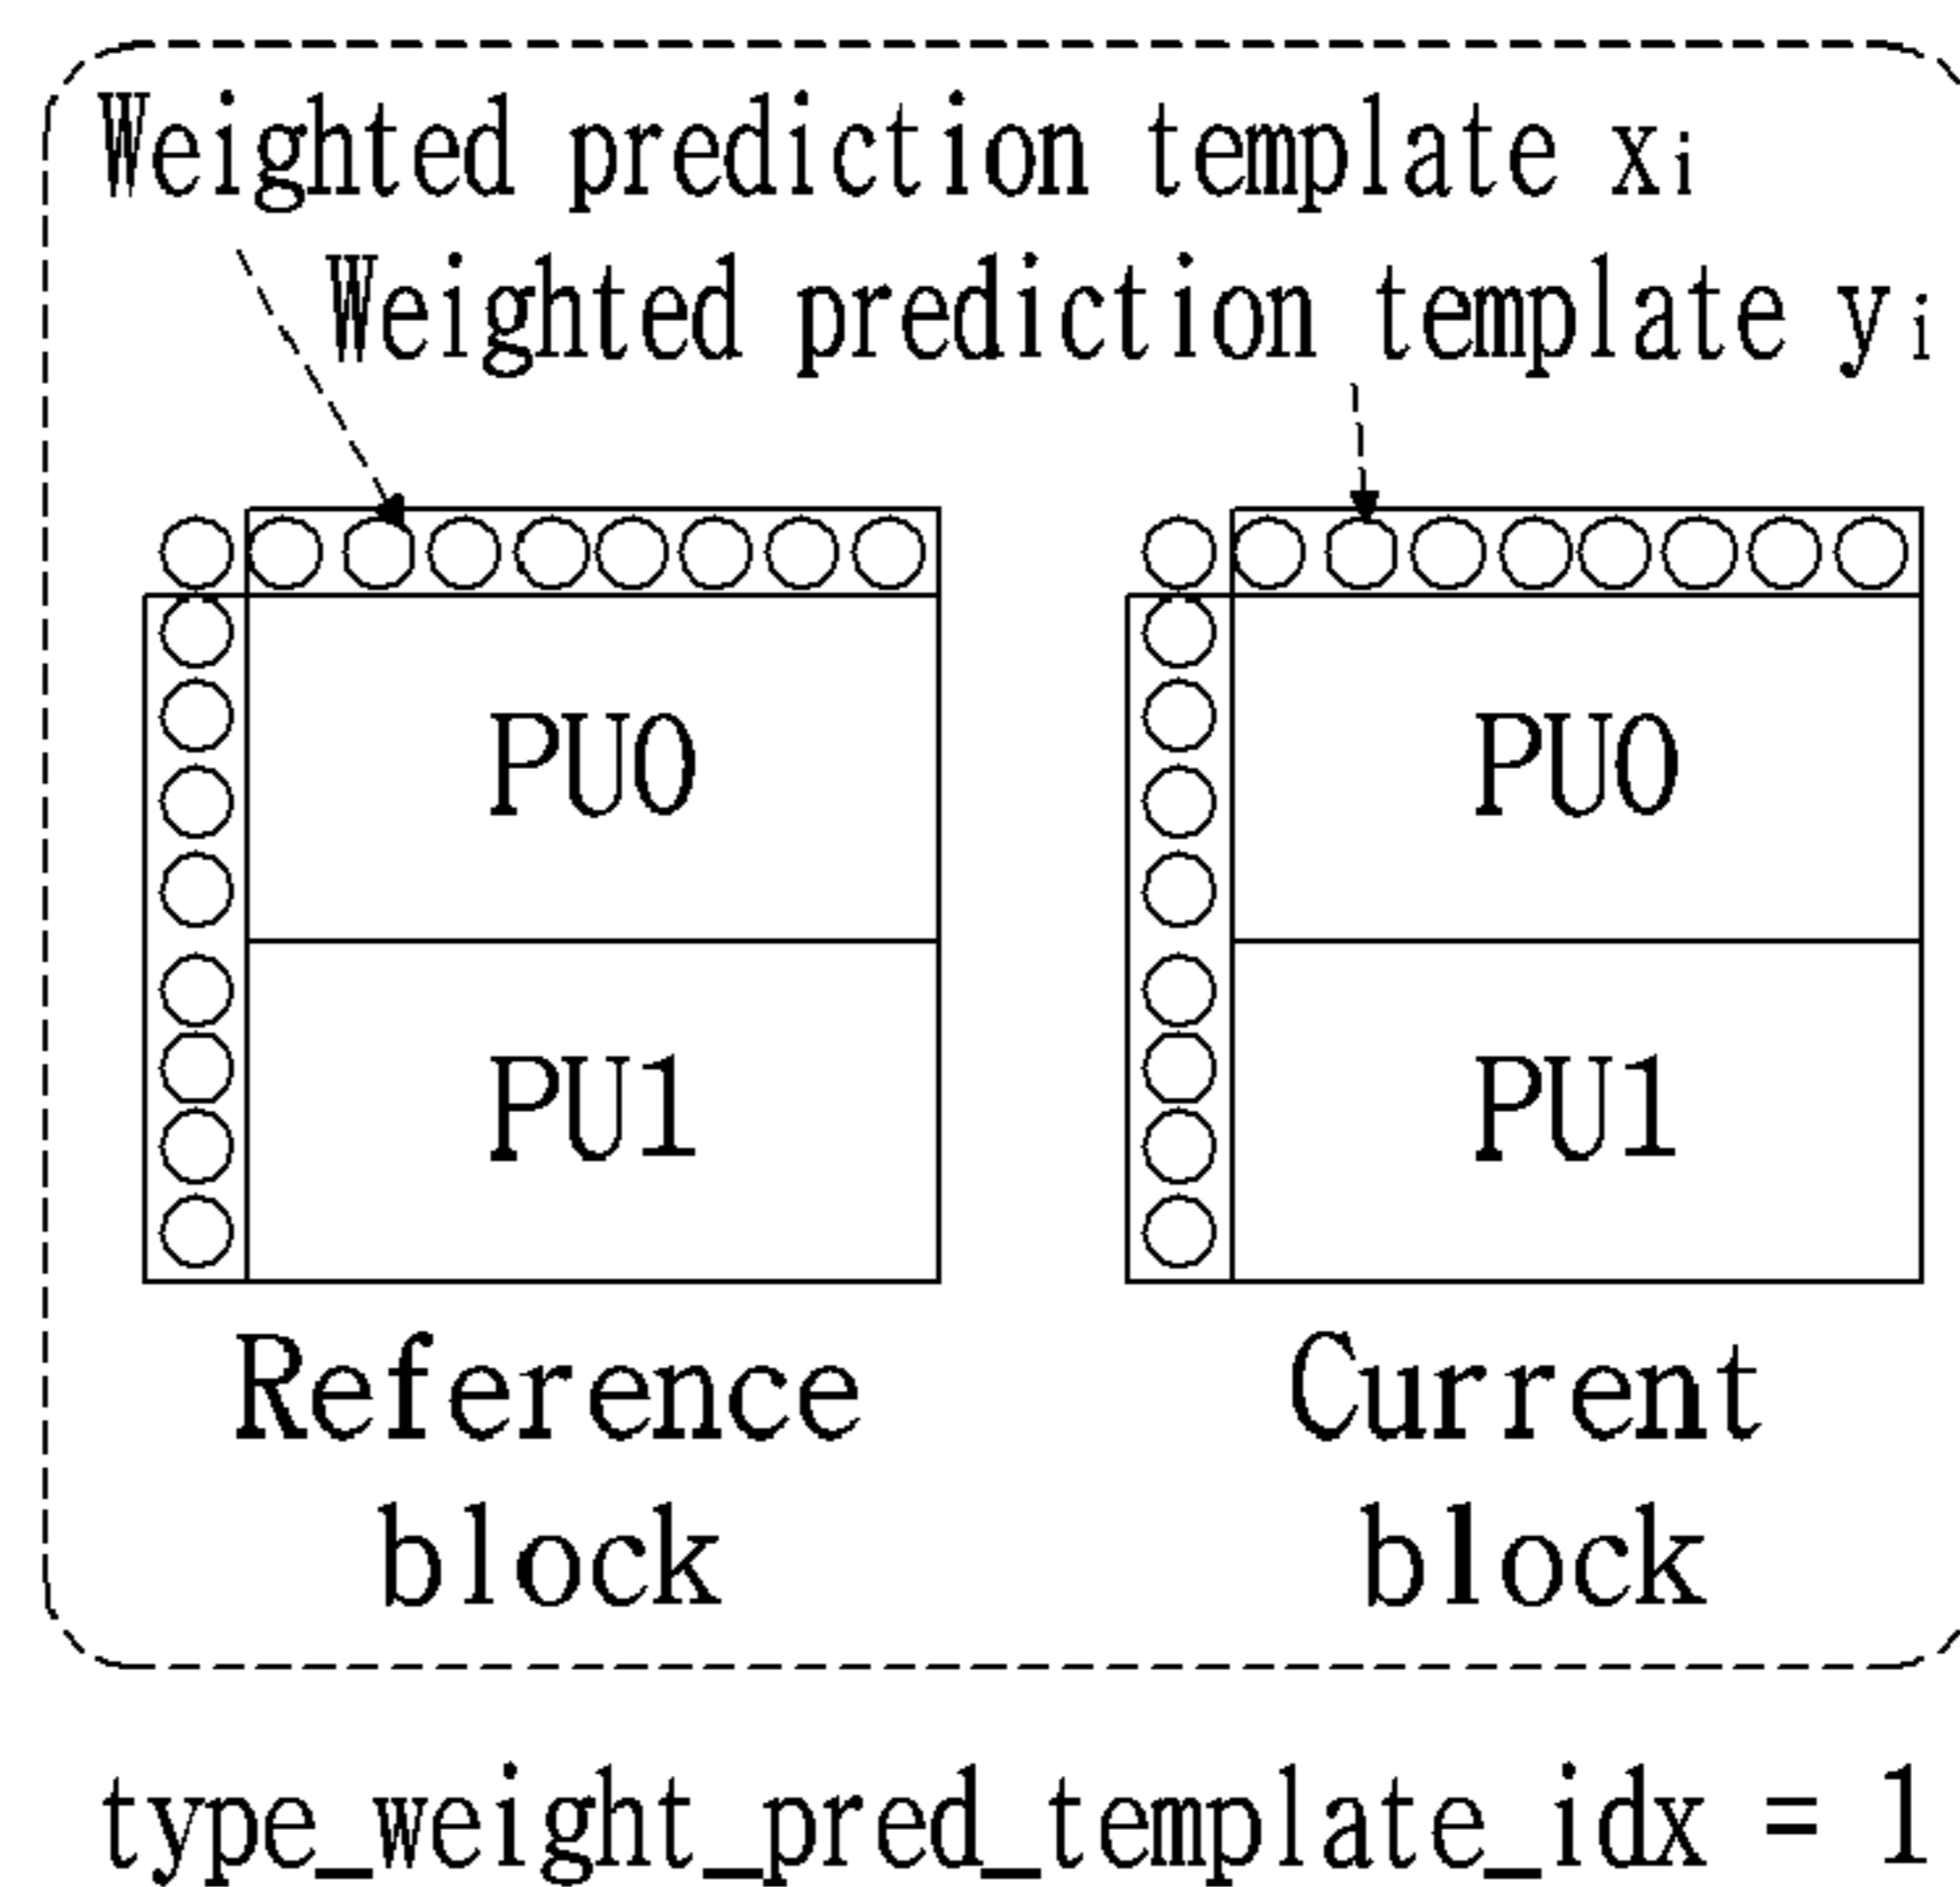 Weighted prediction template xi
Weighted prediction template yi
PU0
PU0
PU1
PU1
Reference
block
Current
block
type_weight_pred_template_idx = 1